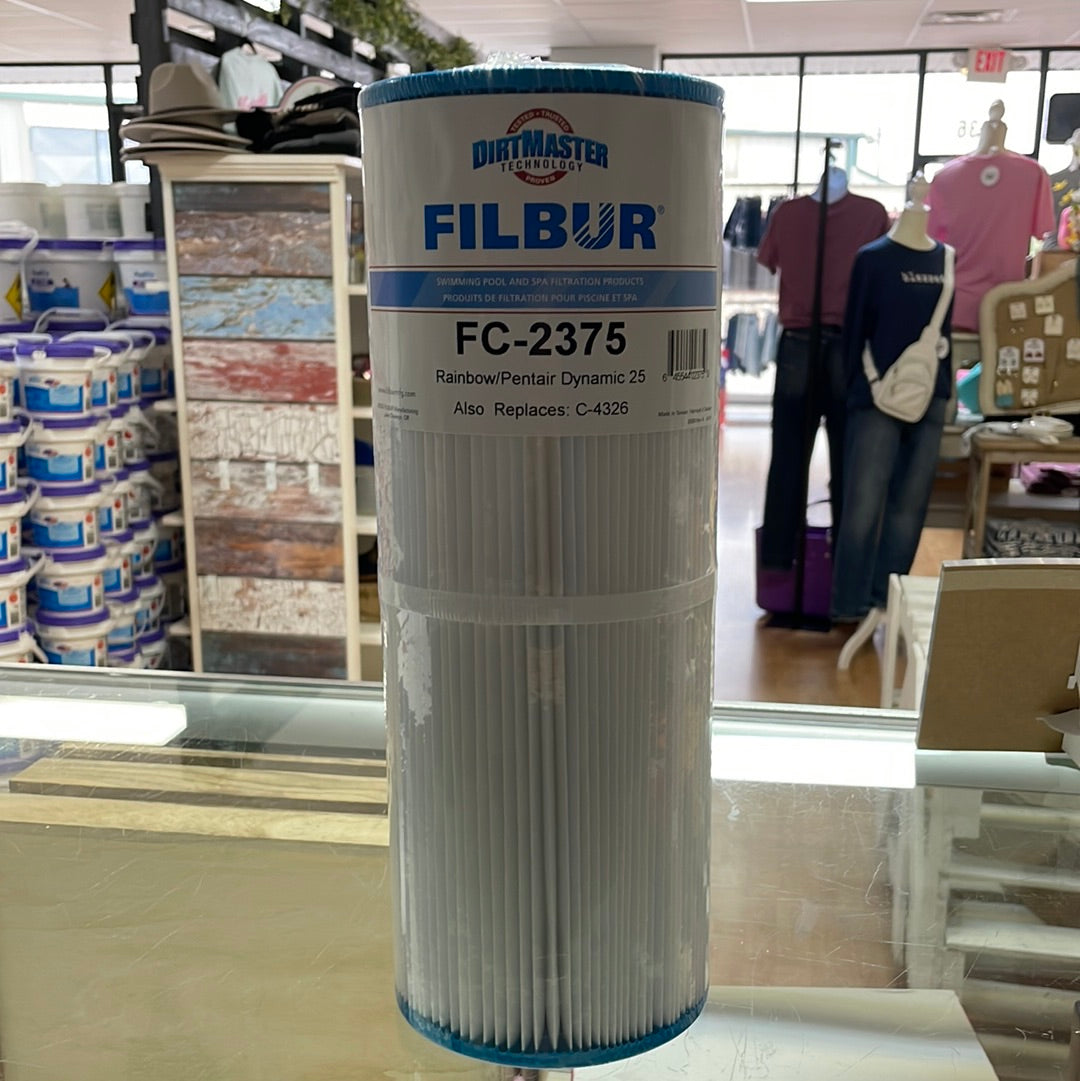 TESTED • TRUSTED
DIRTMASTER
TECHNOLOGY
PROVEN
FILBUR®
SWIMMING POOL AND SPA FILTRATION PRODUCTS
PRODUITS DE FILTRATION POUR PISCINE ET SPA
FC-2375
Rainbow/Pentair Dynamic 25
Also Replaces: C-4326
EXIT